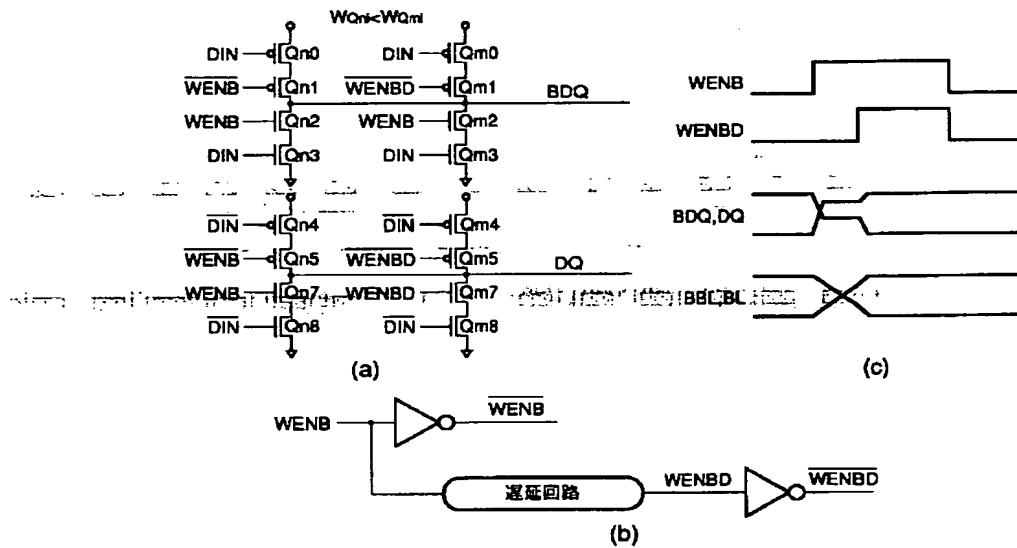 WQni<WQmi
DIN Qn0 DIN Qm0
WENB Qn1 WENBD Qm1 BDQ
WENB Qn2 WENB Qm2
DIN Qn3 DIN Qm3
DIN Qn4 DIN Qm4
WENB Qn5 WENBD Qm5 DQ
WENB Qn7 WENBD Qm7
DIN Qn8 DIN Qm8
(a)
WENB
WENBD
BDQ,DQ
BBL,BL
(c)
WENB WENB
遅延回路 WENBD WENBD
(b)